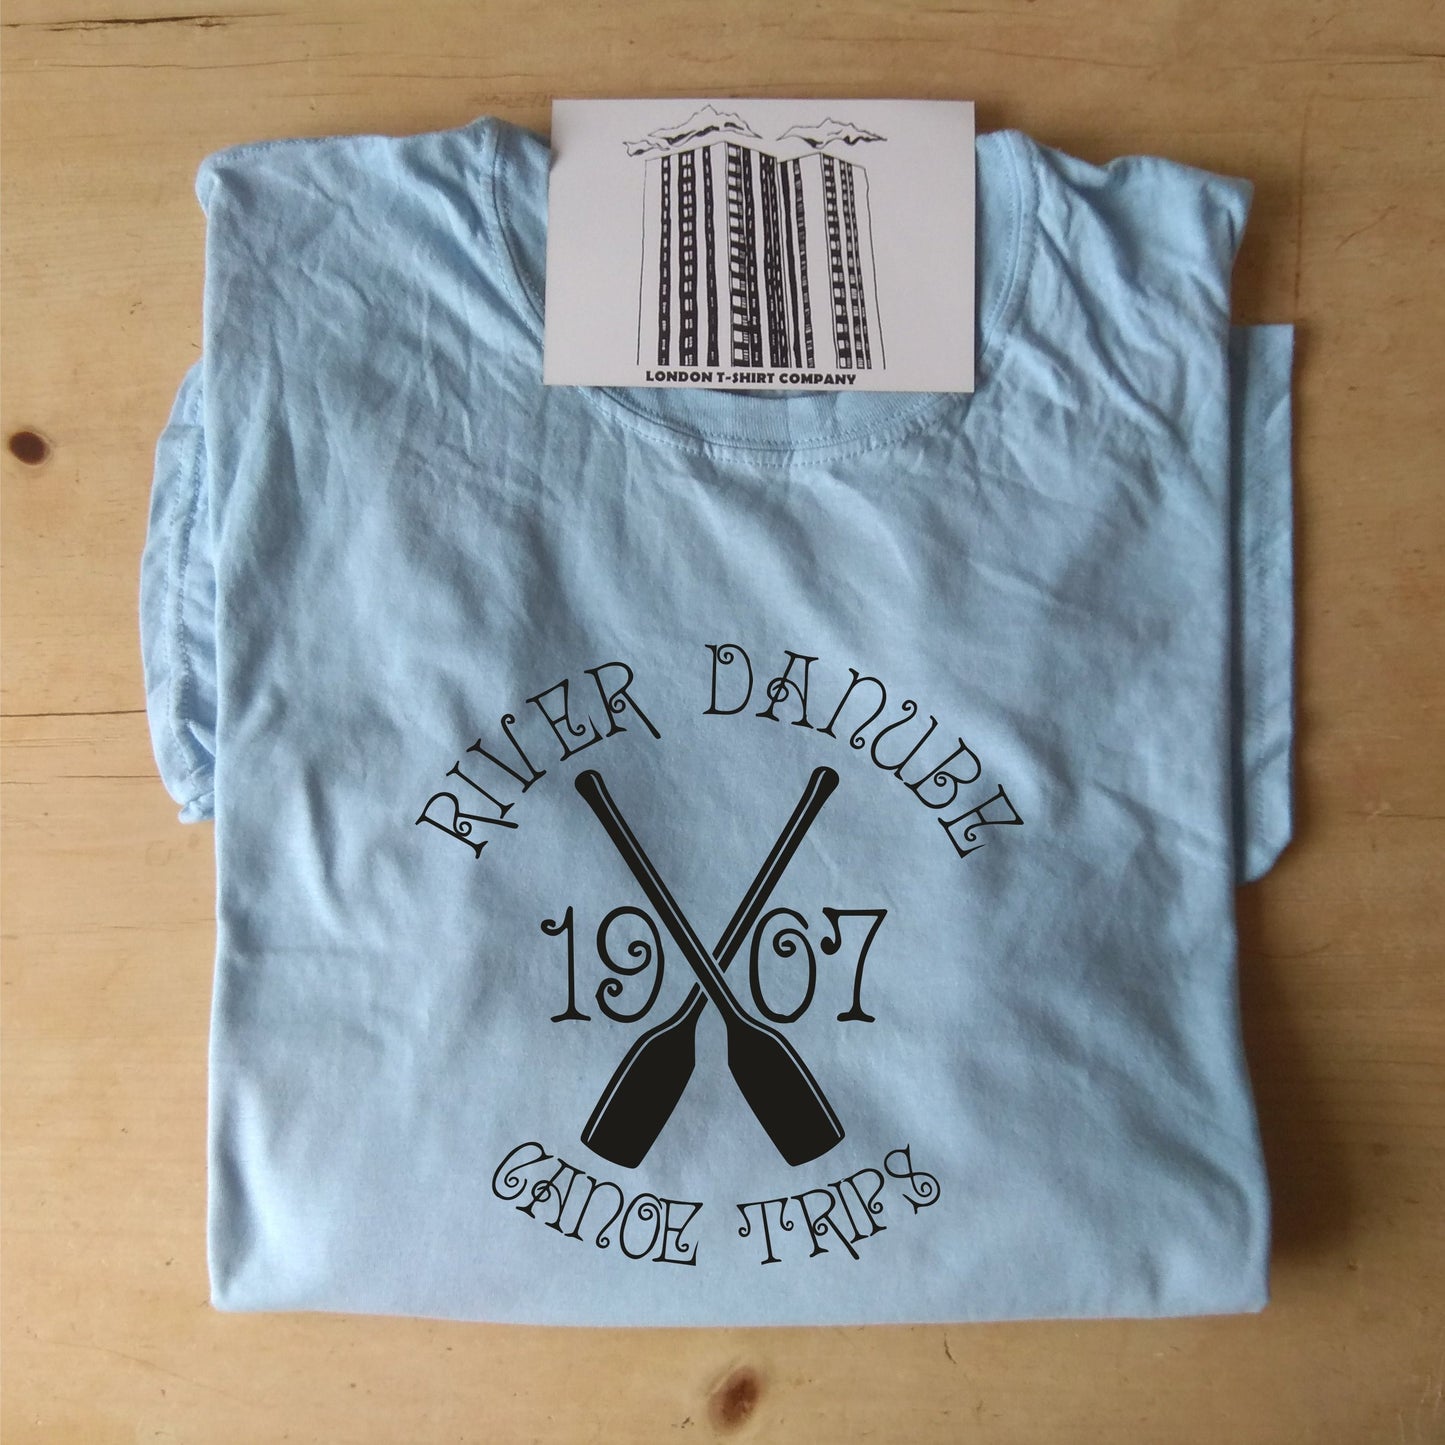 LONDON T-SHIRT COMPANY
RIVER DANUBE
1967
CANOE TRIPS